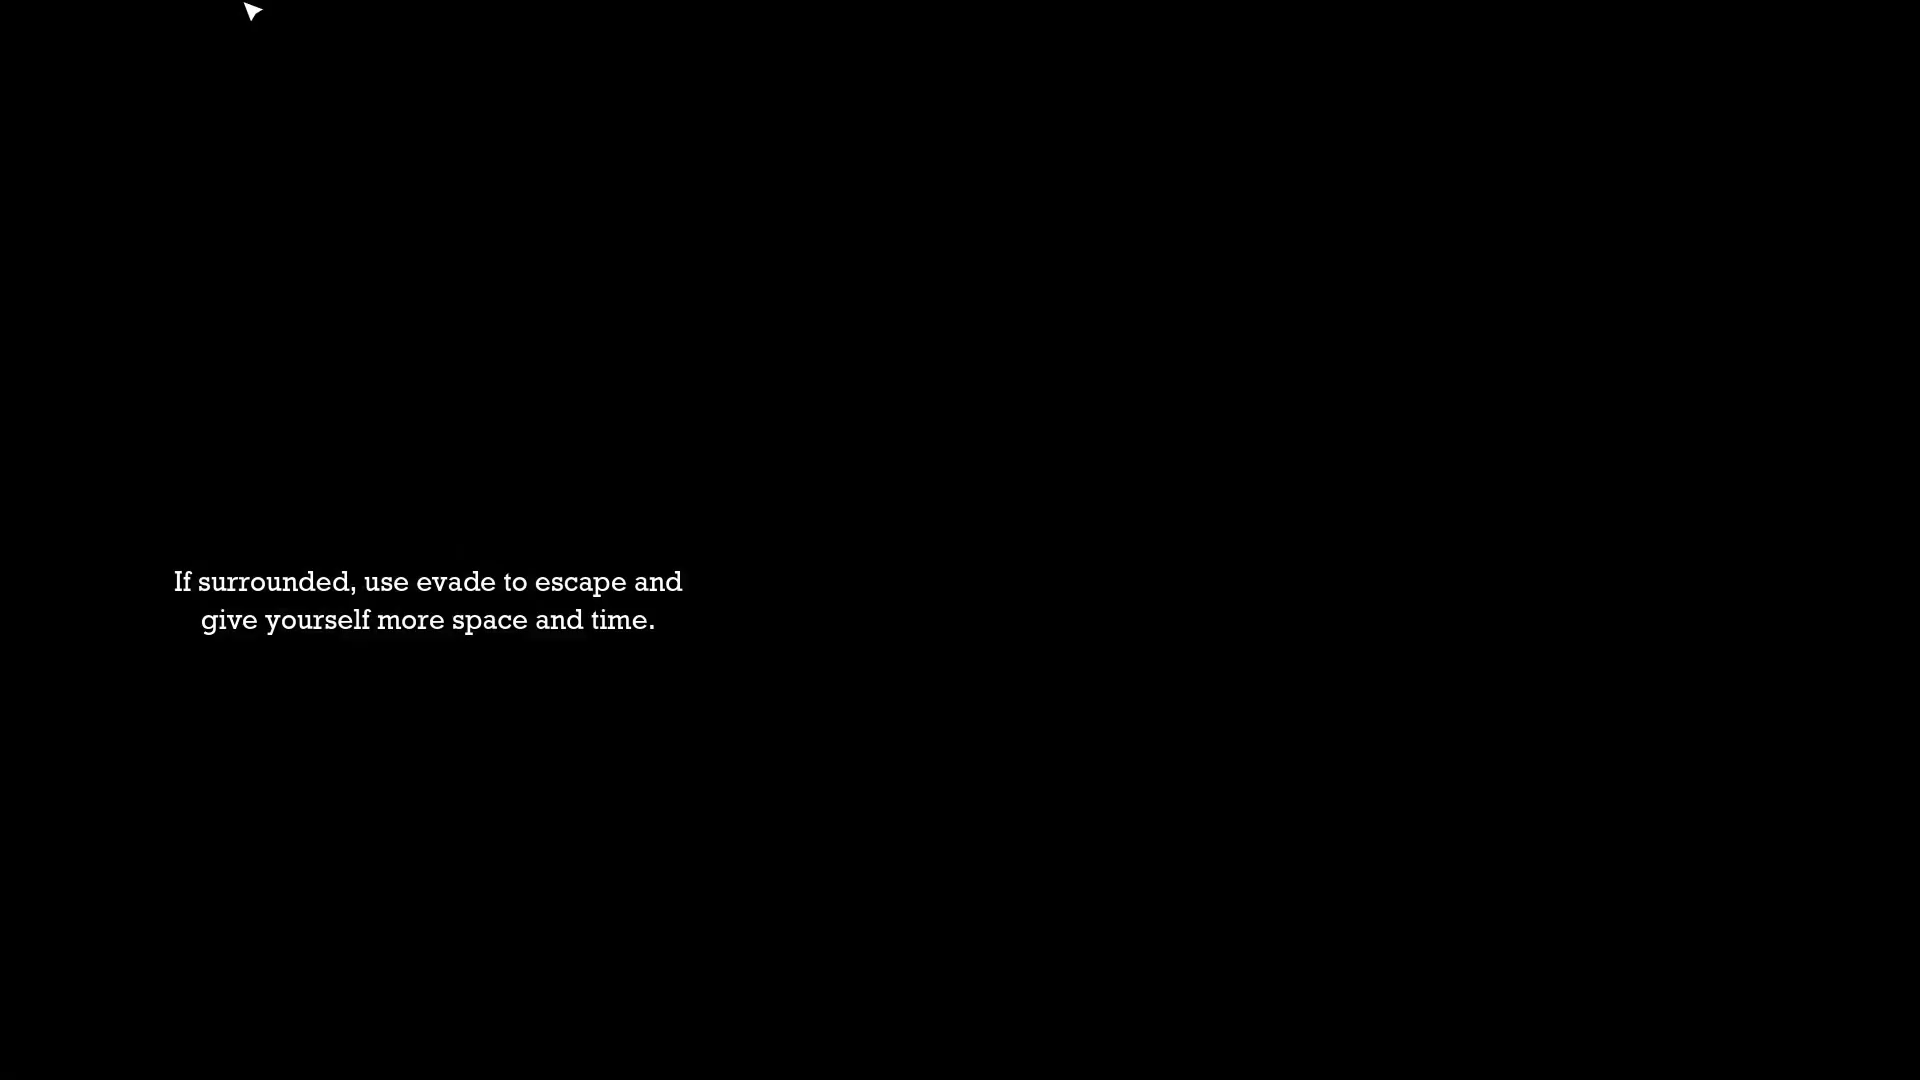 If surrounded, use evade to escape and
give yourself more space and time.